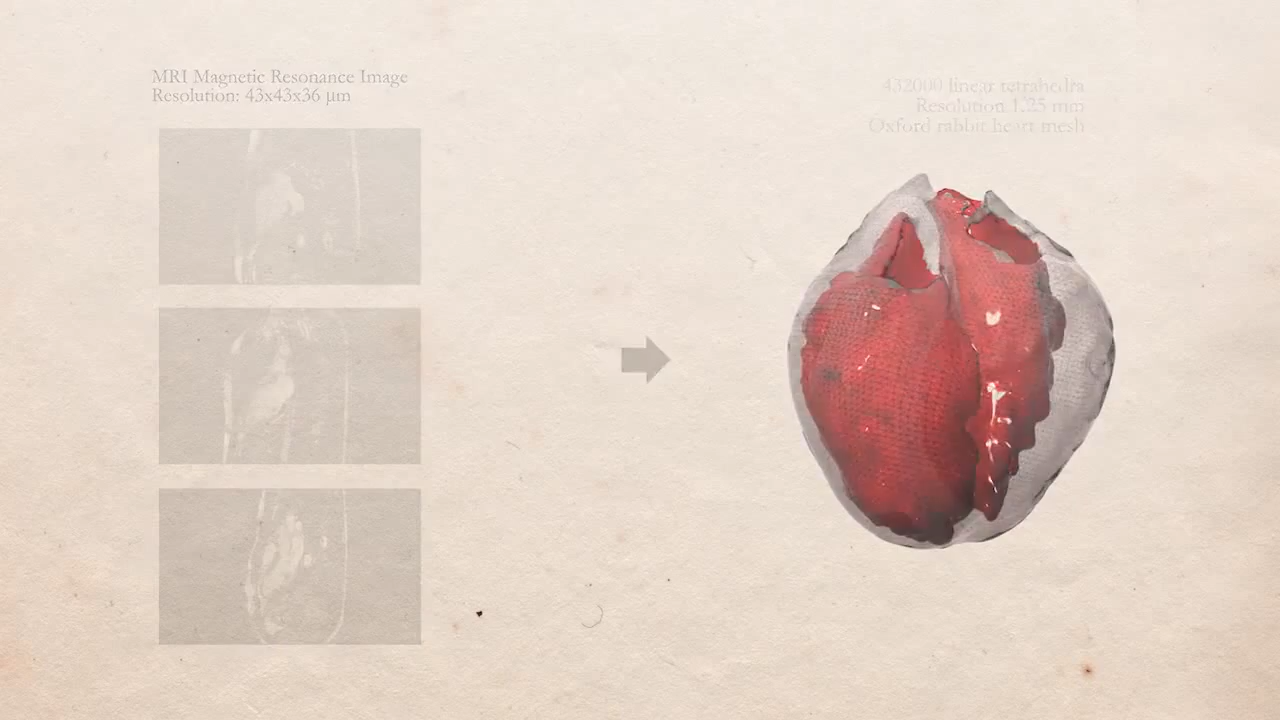 MRI Magnetic Resonance Image
Resolution: 43x43x36 µm
432000 linear tetrahedra
Resolution 1.25 mm
Oxford rabbit heart mesh